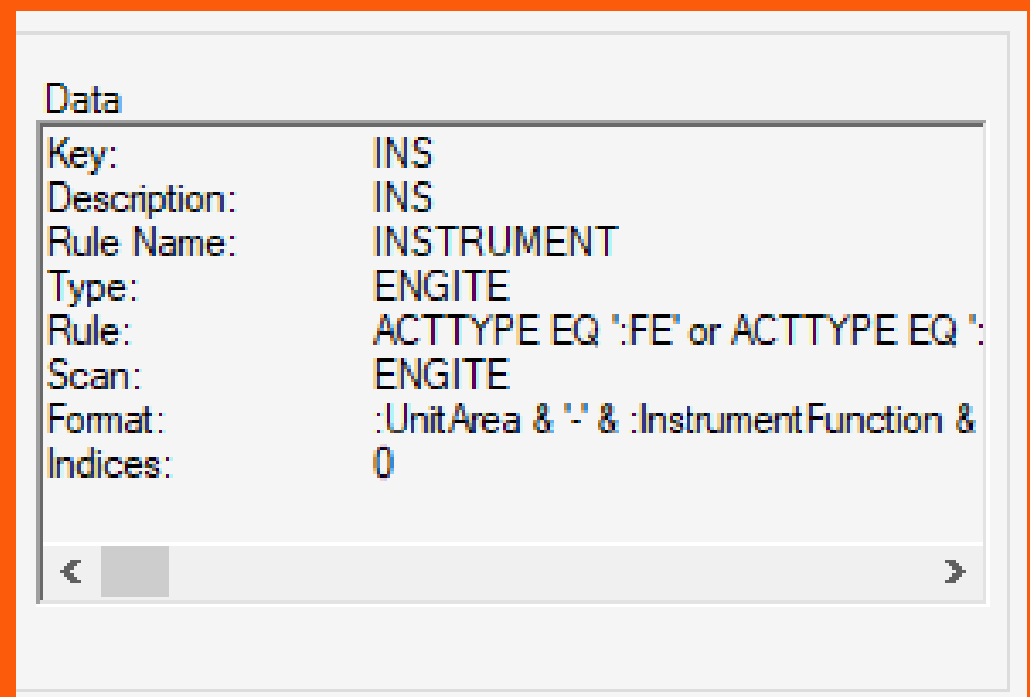 Data
Key: INS
Description: INS
Rule Name: INSTRUMENT
Type: ENGITE
Rule: ACTTYPE EQ ':FE' or ACTTYPE EQ ':
Scan: ENGITE
Format: :UnitArea & '-' & :InstrumentFunction &
Indices: 0